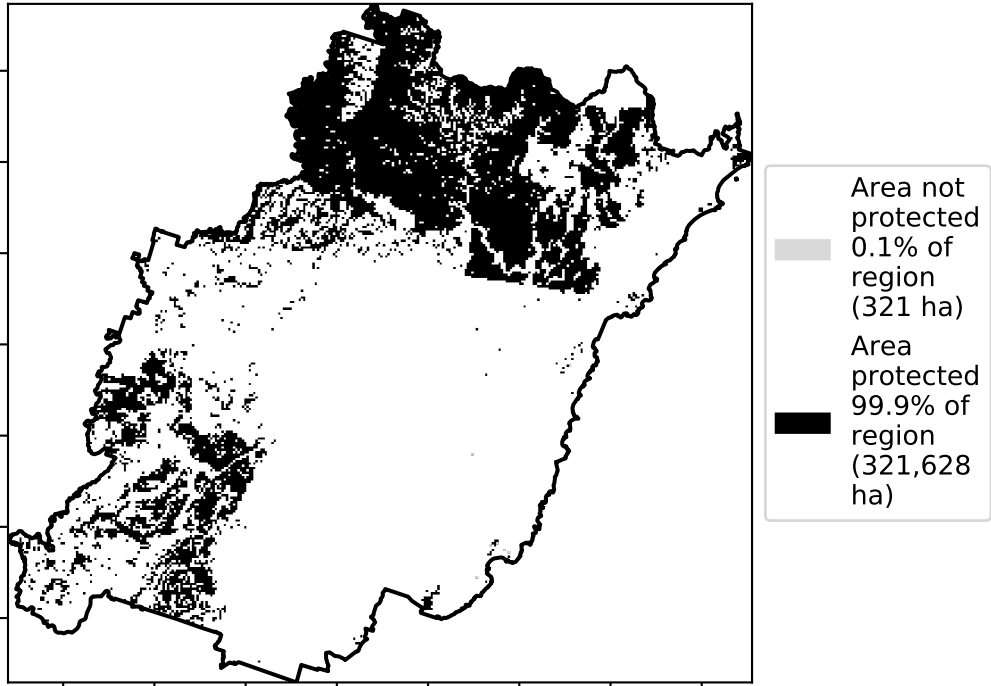 Area not
protected
0.1% of
region
(321 ha)
Area
protected
99.9% of
region
(321,628
ha)